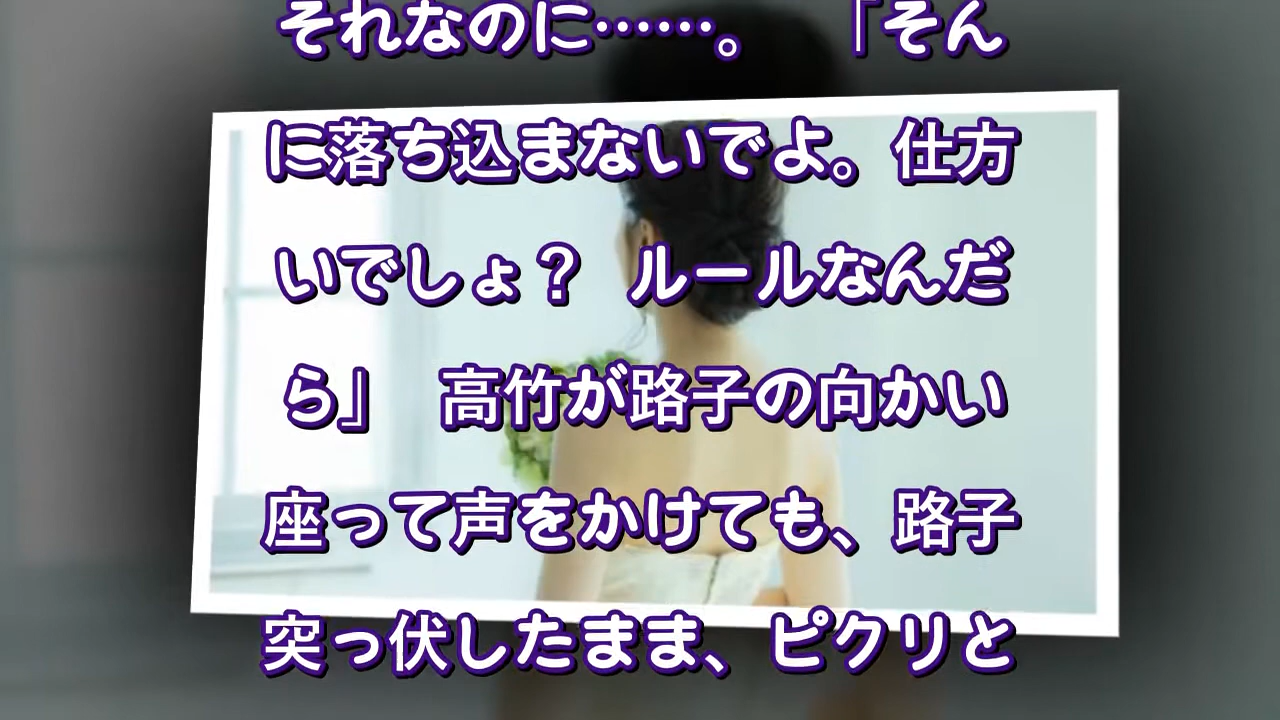 それなのに……。　「そん
に落ち込まないでよ。仕方
いでしょ？　ルールなんだ
ら」　高竹が路子の向かい
座って声をかけても、路子
突っ伏したまま、ピクリと